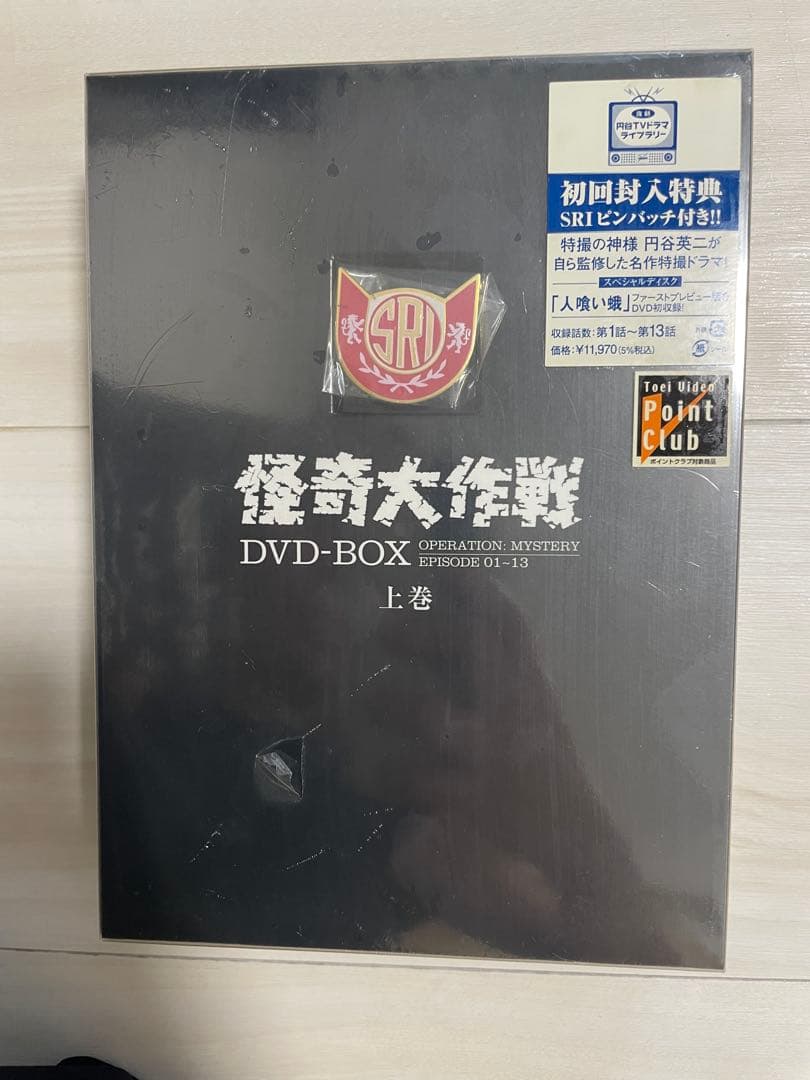 復刻
円谷TVドラマ
ライブラリー
初回封入特典
SRIピンバッチ付き!!
特撮の神様 円谷英二が
自ら監修した名作特撮ドラマ!
スペシャルディスク
「人喰い蛾」ファーストプレビュー版を
DVD初収録!
収録話数:第1話〜第13話
価格:¥11,970(5%税込)
紙
Toei Video
Point
Club
ポイントクラブ対象商品
SRI
怪奇大作戦
DVD-BOX
OPERATION: MYSTERY
EPISODE 01~13
上巻